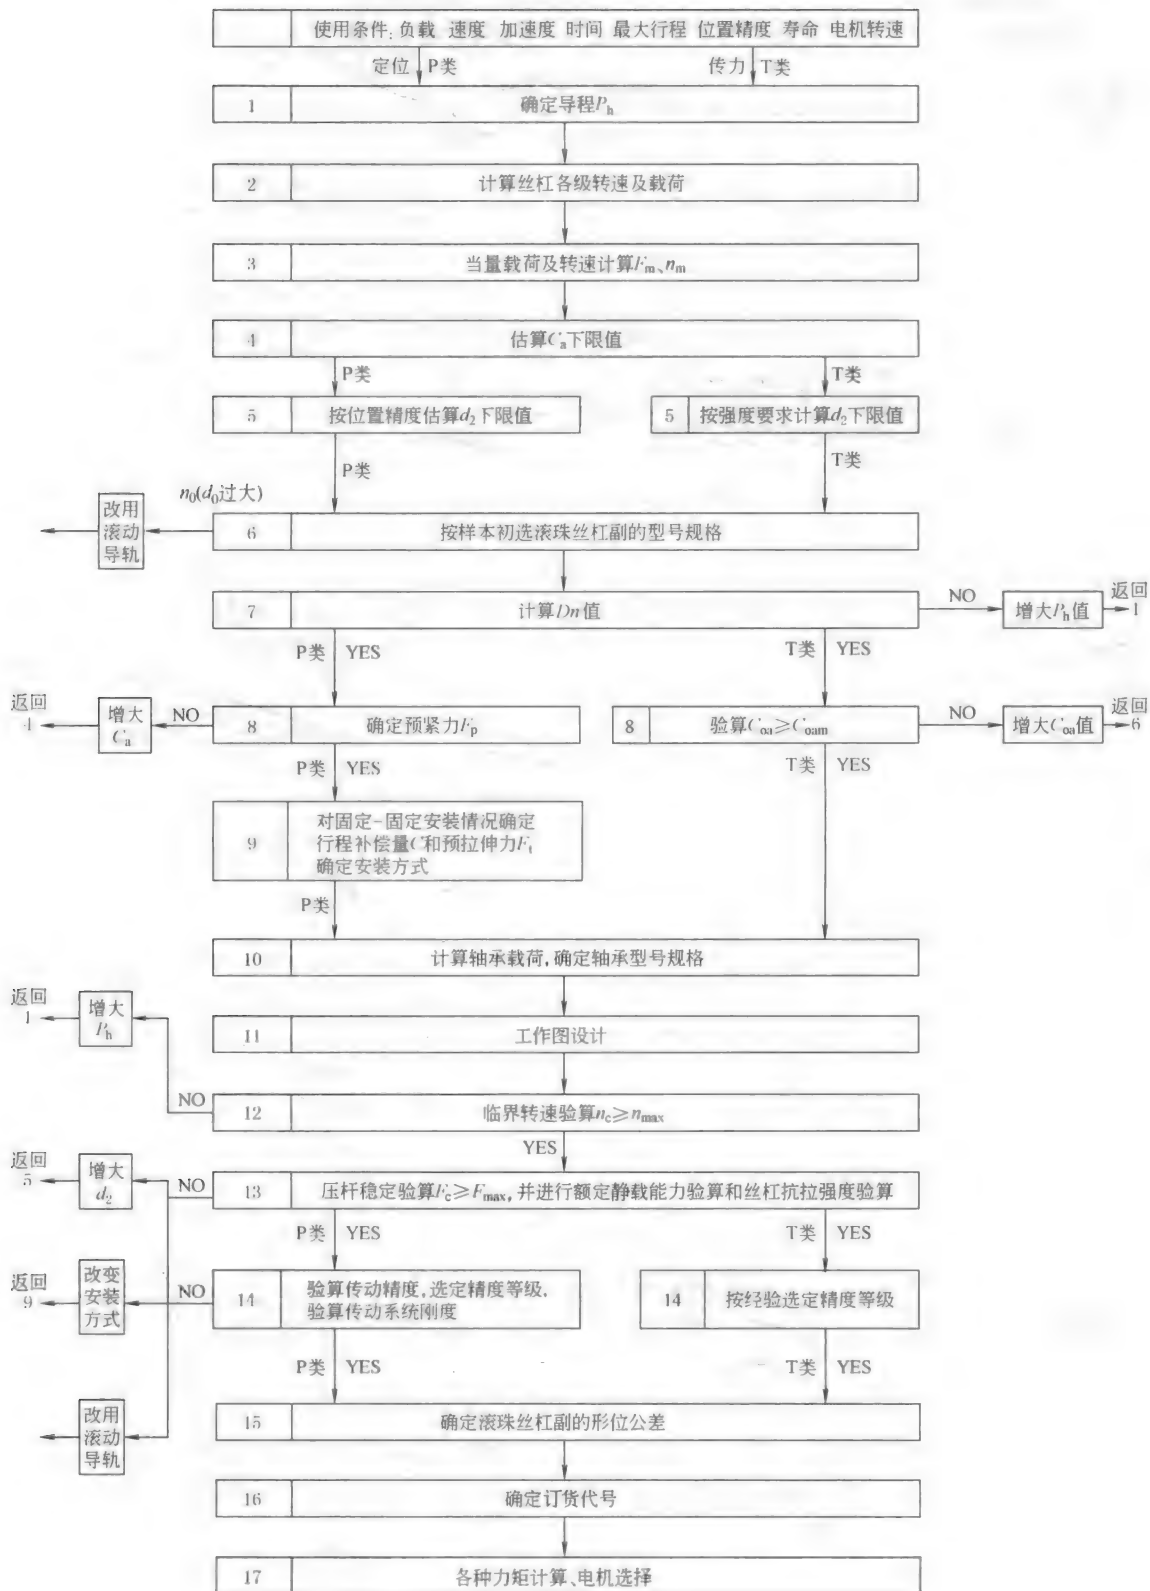 使用条件:负载 速度 加速度 时间 最大行程 位置精度 寿命 电机转速
定位 P类 传力 T类
1 确定导程Pₕ
2 计算丝杠各级转速及载荷
3 当量载荷及转速计算Fₘ、nₘ
4 估算Cₐ下限值
P类 T类
5 按位置精度估算d₂下限值
5 按强度要求计算d₂下限值
P类 T类
n₀(d₀过大)
改用
滚动
导轨
6 按样本初选滚珠丝杠副的型号规格
7 计算Dn值
NO 增大Pₕ值 返回
1
P类 YES T类 YES
返回
4
增大
Cₐ
NO
8 确定预紧力Fₚ
8 验算Cₒₐ≥Cₒₐₘ
NO 增大Cₒₐ值 返回
6
P类 YES T类 YES
9 对固定-固定安装情况确定
行程补偿量C和预拉伸力Fₜ
确定安装方式
P类
10 计算轴承载荷,确定轴承型号规格
返回
1
增大
Pₕ
11 工作图设计
NO
12 临界转速验算n_c≥n_max
YES
返回
5
增大
d₂
NO
13 压杆稳定验算F_c≥F_max,并进行额定静载能力验算和丝杠抗拉强度验算
P类 YES T类 YES
返回
9
改变
安装
方式
NO
14 验算传动精度,选定精度等级,
验算传动系统刚度
14 按经验选定精度等级
P类 YES T类 YES
改用
滚动
导轨
15 确定滚珠丝杠副的形位公差
16 确定订货代号
17 各种力矩计算、电机选择